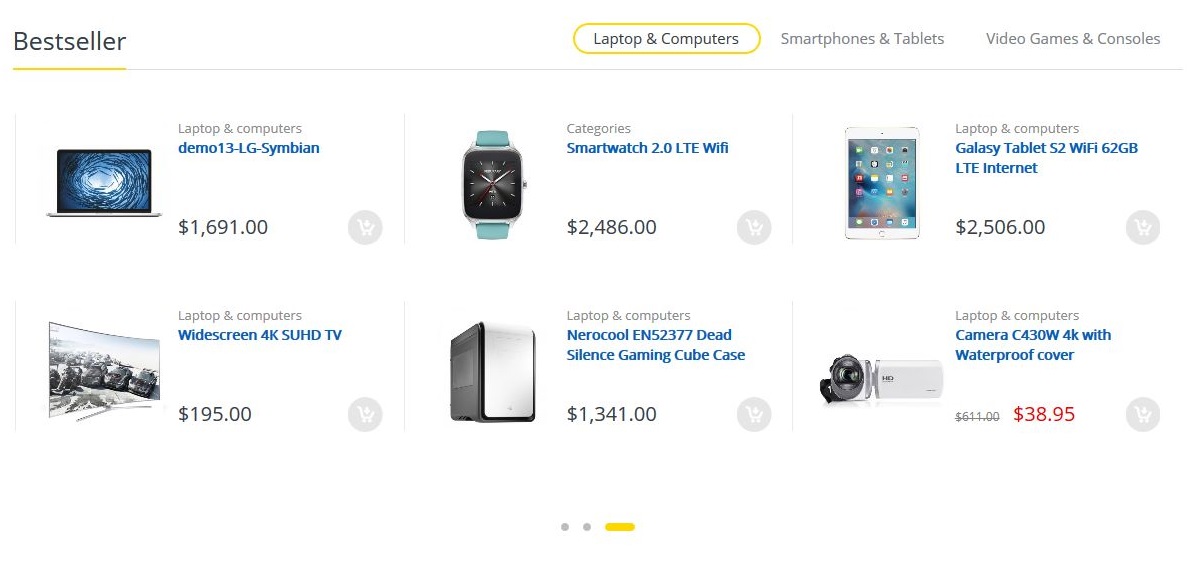 Bestseller
Laptop & Computers
Smartphones & Tablets
Video Games & Consoles
Laptop & computers
demo13-LG-Symbian
$1,691.00
Categories
Smartwatch 2.0 LTE Wifi
$2,486.00
Laptop & computers
Galasy Tablet S2 WiFi 62GB
LTE Internet
$2,506.00
Laptop & computers
Widescreen 4K SUHD TV
$195.00
Laptop & computers
Nerocool EN52377 Dead
Silence Gaming Cube Case
$1,341.00
Laptop & computers
Camera C430W 4k with
Waterproof cover
HD
$611.00 $38.95